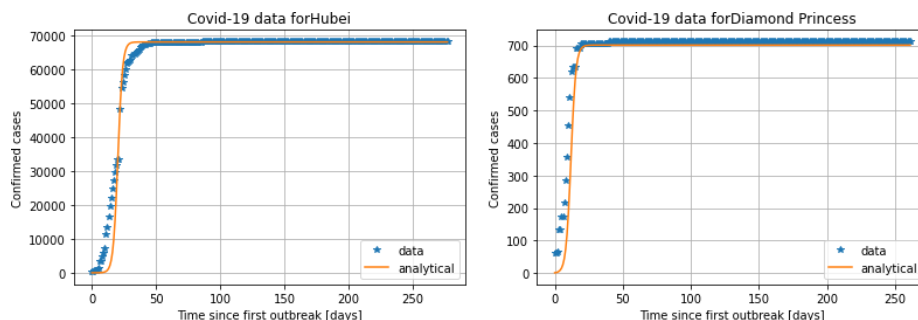 Covid-19 data forHubei
70000
60000
50000
40000
30000
20000
10000
0
Confirmed cases
data
analytical
0
50
100
150
200
250
Time since first outbreak [days]
Covid-19 data forDiamond Princess
700
600
500
400
300
200
100
0
Confirmed cases
data
analytical
0
50
100
150
200
250
Time since first outbreak [days]